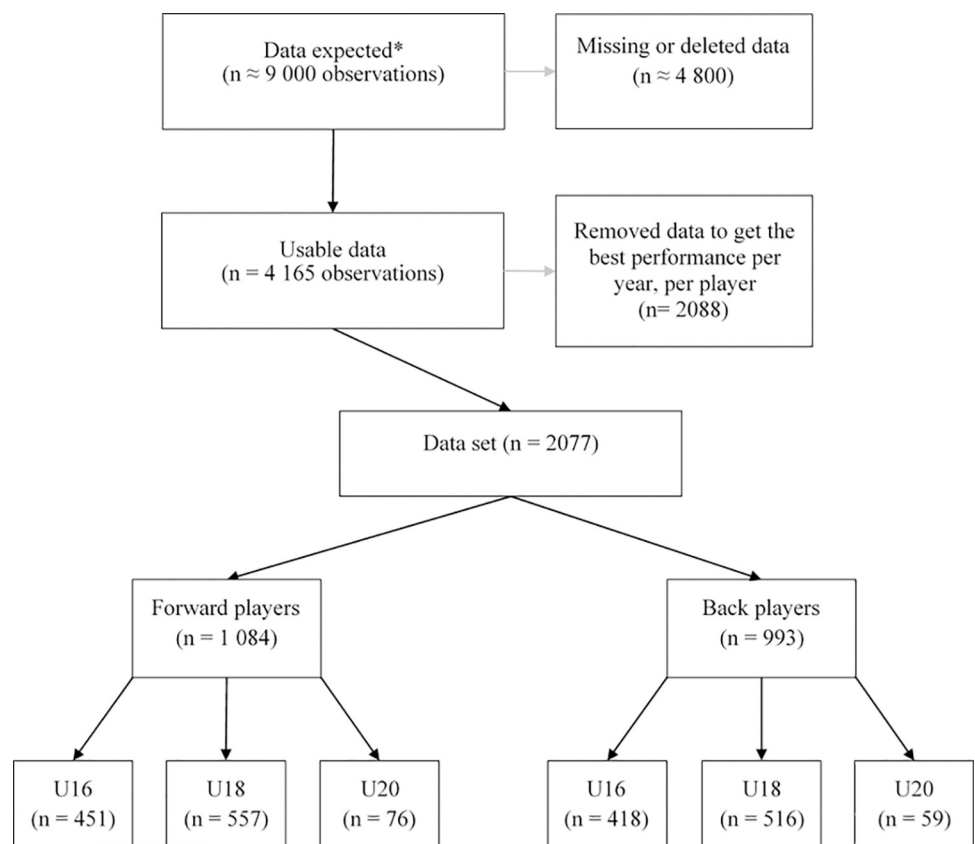 Data expected*
(n ≈ 9 000 observations)
Missing or deleted data
(n ≈ 4 800)
Usable data
(n = 4 165 observations)
Removed data to get the
best performance per
year, per player
(n= 2088)
Data set (n = 2077)
Forward players
(n = 1 084)
Back players
(n = 993)
U16
(n = 451)
U18
(n = 557)
U20
(n = 76)
U16
(n = 418)
U18
(n = 516)
U20
(n = 59)